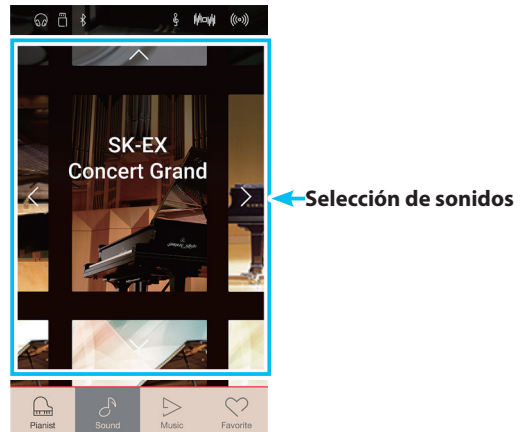 SK-EX
Concert Grand
Selección de sonidos
Pianist
Sound
Music
Favorite